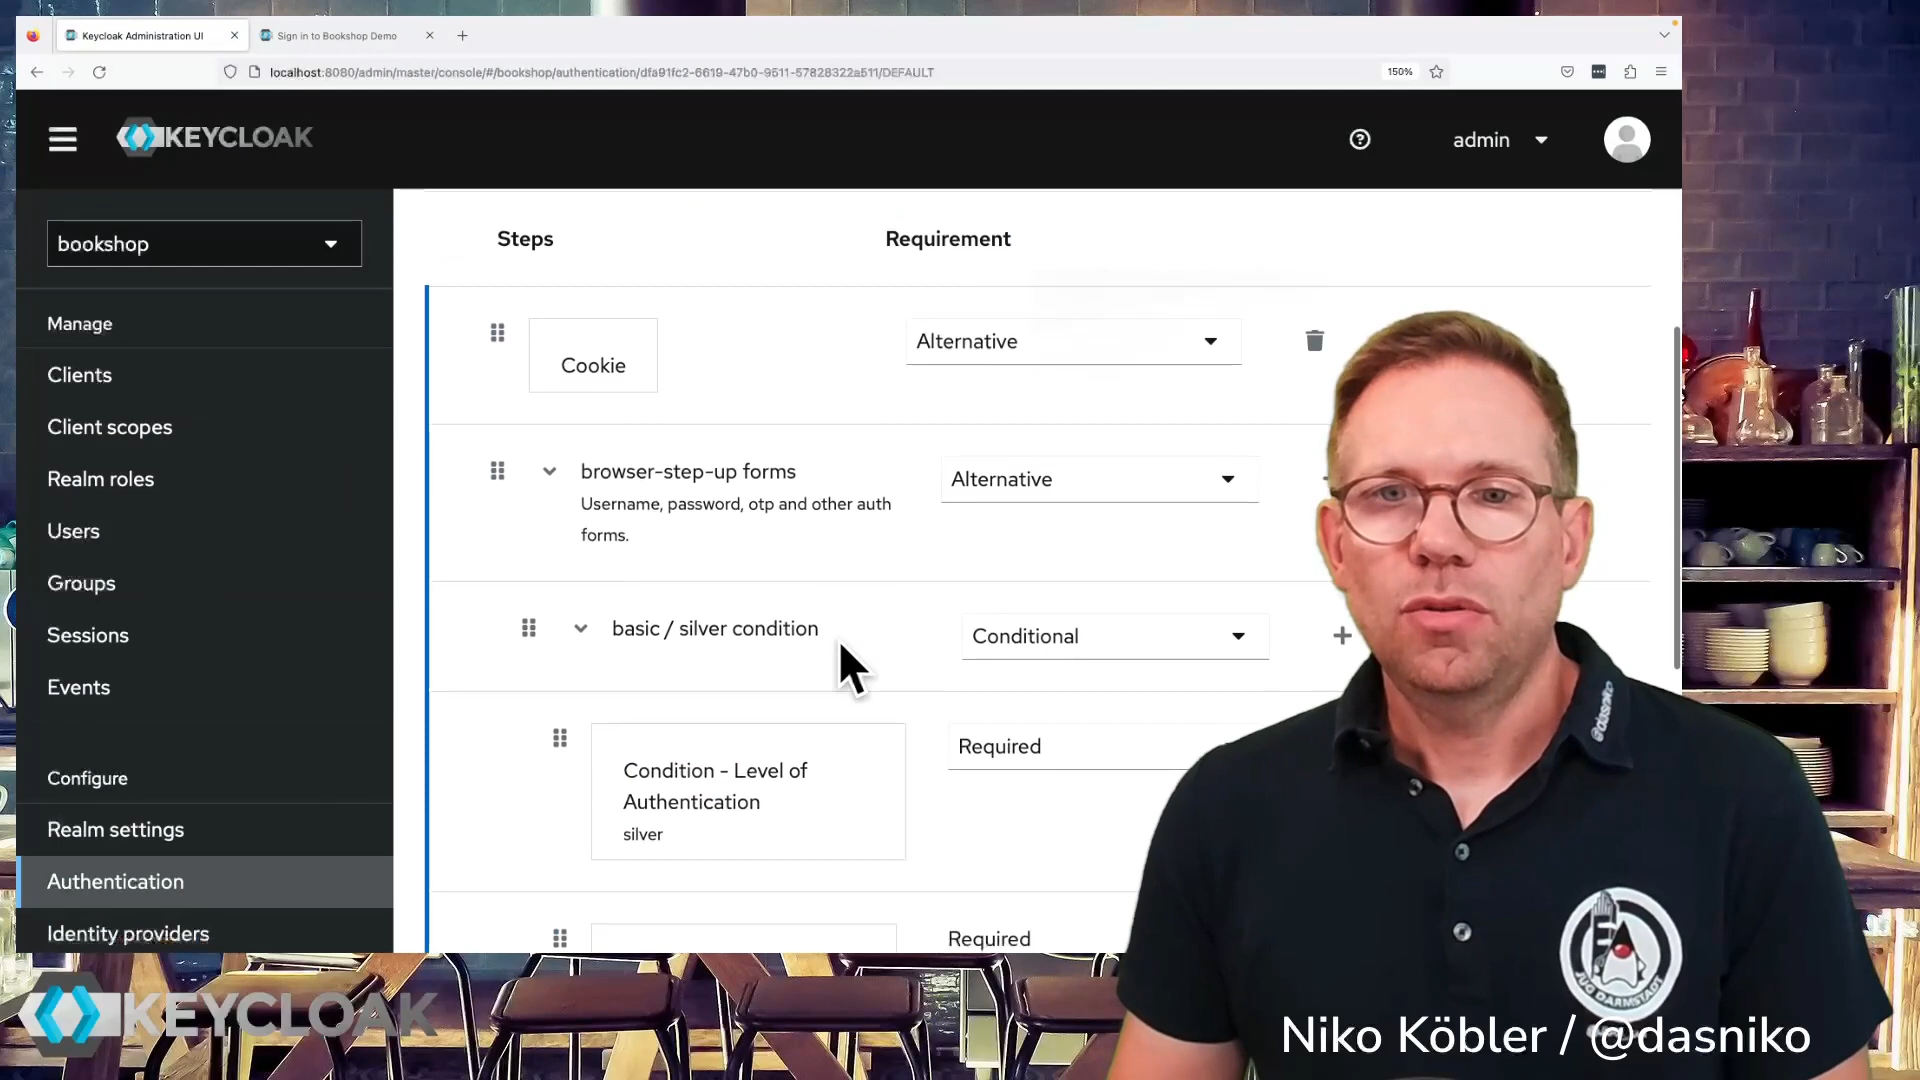 Keycloak Administration UI
Sign in to Bookshop Demo
localhost:8080/admin/master/console/#/bookshop/authentication/dfa91fc2-6619-47b0-9511-57828322a511/DEFAULT
150%
KEYCLOAK
admin
bookshop
Manage
Clients
Client scopes
Realm roles
Users
Groups
Sessions
Events
Configure
Realm settings
Authentication
Identity providers
Steps
Requirement
Cookie
Alternative
browser-step-up forms
Username, password, otp and other auth
forms.
Alternative
basic / silver condition
Conditional
Condition - Level of
Authentication
silver
Required
Required
@dasniko
JUG DARMSTADT
KEYCLOAK
Niko Köbler / @dasniko